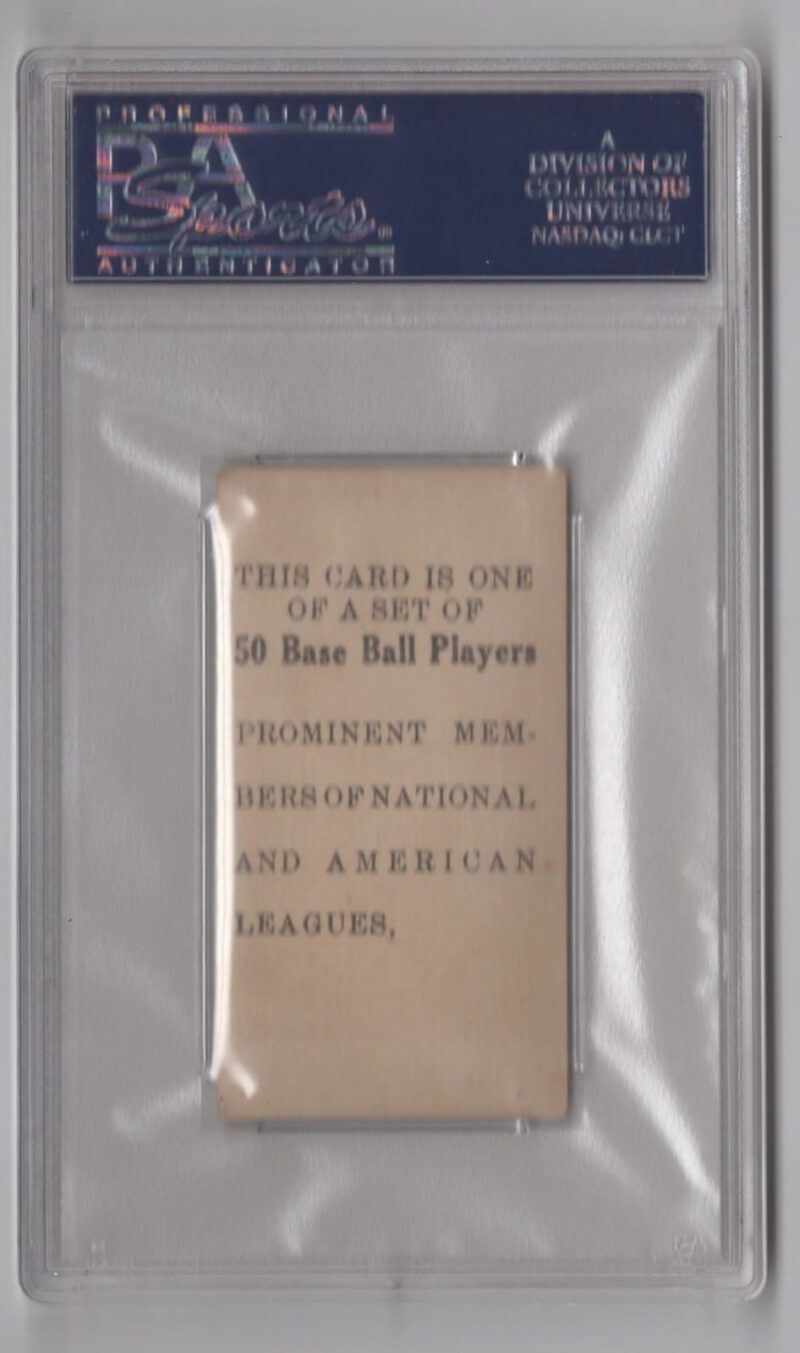 PROFESSIONAL
PSA
Sports
AUTHENTICATOR
A
DIVISION OF
COLLECTORS
UNIVERSE
NASDAQ: CLCT
THIS CARD IS ONE
OF A SET OF
50 Base Ball Players
PROMINENT MEM-
BERS OF NATIONAL
AND AMERICAN
LEAGUES,